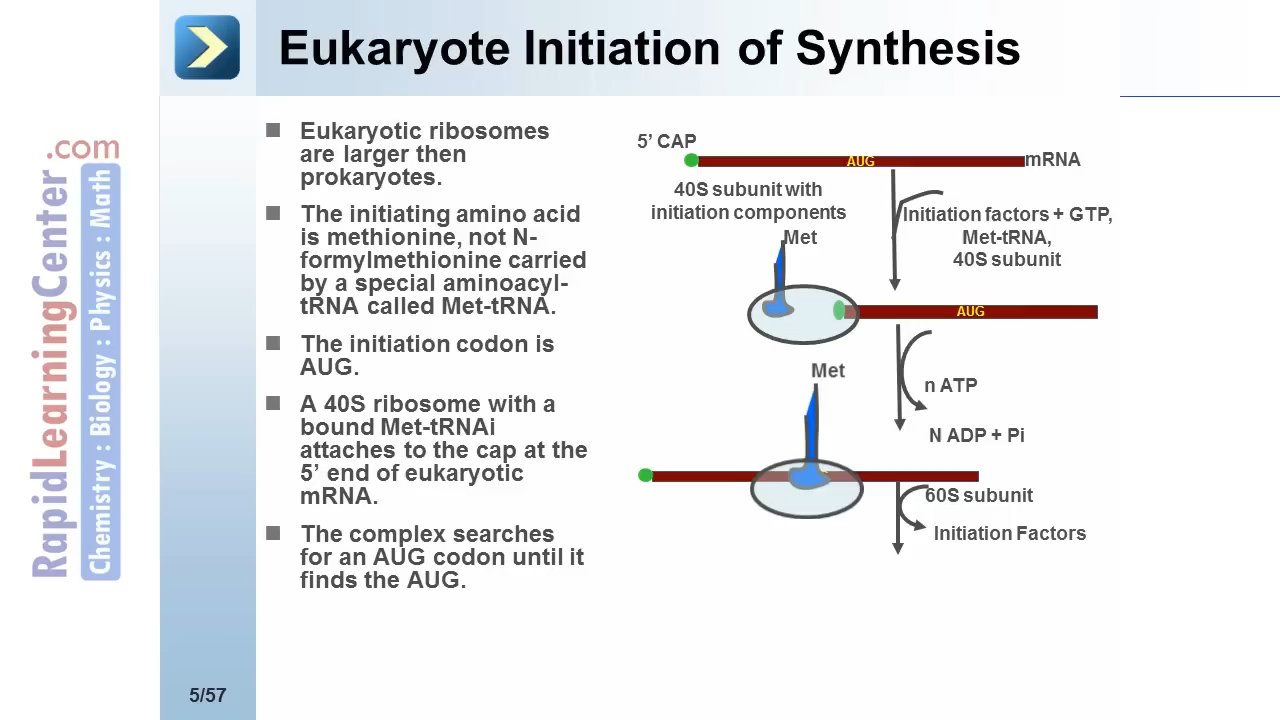 Eukaryote Initiation of Synthesis
RapidLearningCenter.com
Chemistry : Biology : Physics : Math
Eukaryotic ribosomes
are larger then
prokaryotes.
The initiating amino acid
is methionine, not N-
formylmethionine carried
by a special aminoacyl-
tRNA called Met-tRNA.
The initiation codon is
AUG.
A 40S ribosome with a
bound Met-tRNAi
attaches to the cap at the
5’ end of eukaryotic
mRNA.
The complex searches
for an AUG codon until it
finds the AUG.
5’ CAP
AUG
mRNA
40S subunit with
initiation components
Met
Initiation factors + GTP,
Met-tRNA,
40S subunit
AUG
n ATP
N ADP + Pi
Met
60S subunit
Initiation Factors
5/57